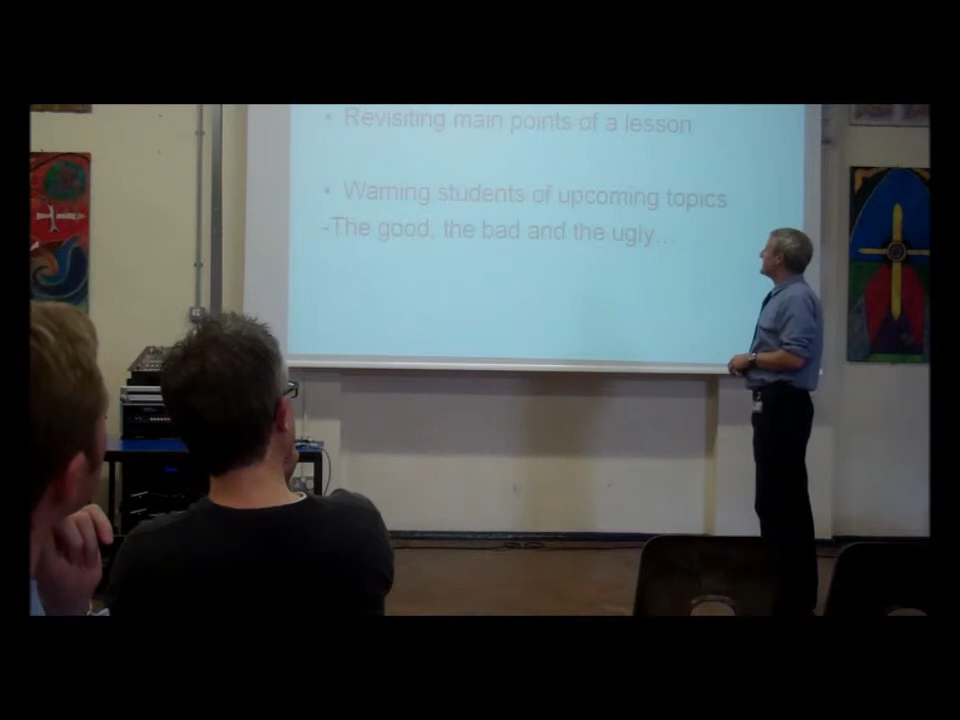 • Revisiting main points of a lesson
• Warning students of upcoming topics
-The good, the bad and the ugly...